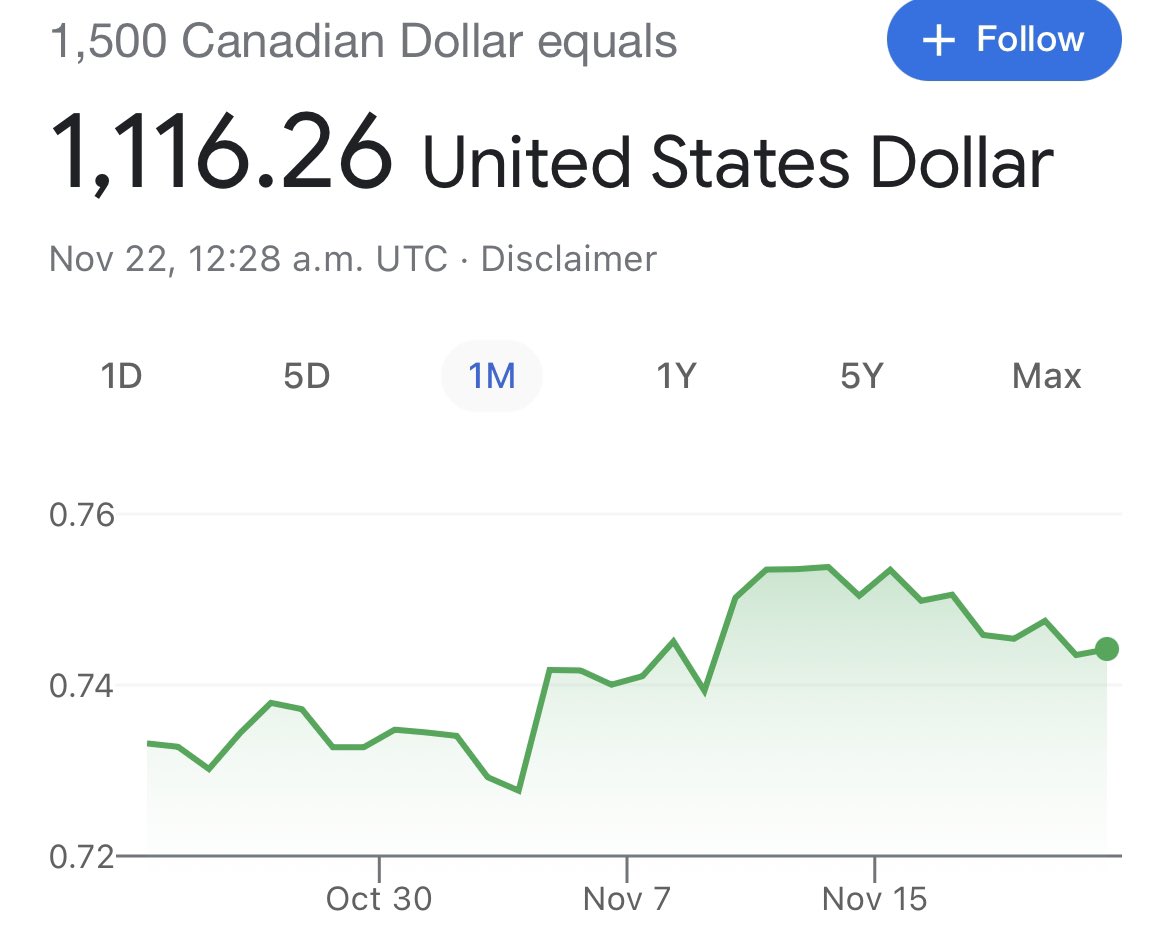 1,500 Canadian Dollar equals
+ Follow
1,116.26 United States Dollar
Nov 22, 12:28 a.m. UTC · Disclaimer
1D 5D 1M 1Y 5Y Max
0.76
0.74
0.72
Oct 30 Nov 7 Nov 15